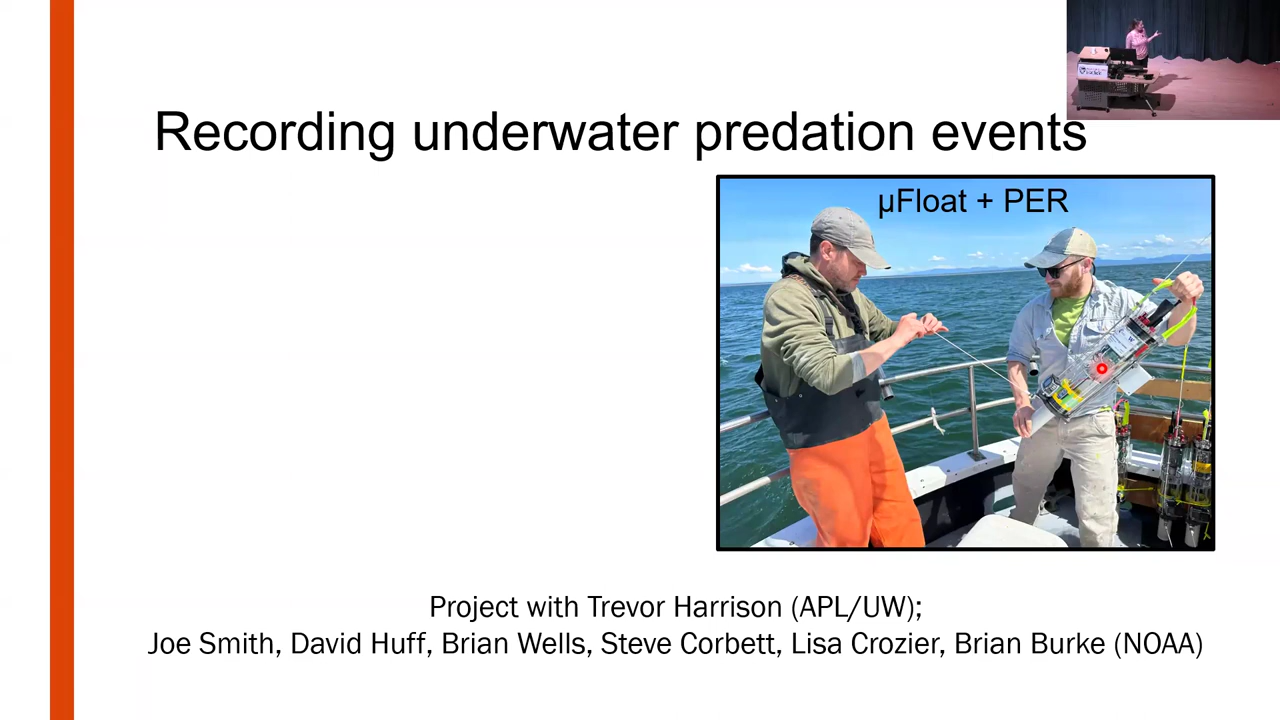 Recording underwater predation events
µFloat + PER
Project with Trevor Harrison (APL/UW);
Joe Smith, David Huff, Brian Wells, Steve Corbett, Lisa Crozier, Brian Burke (NOAA)